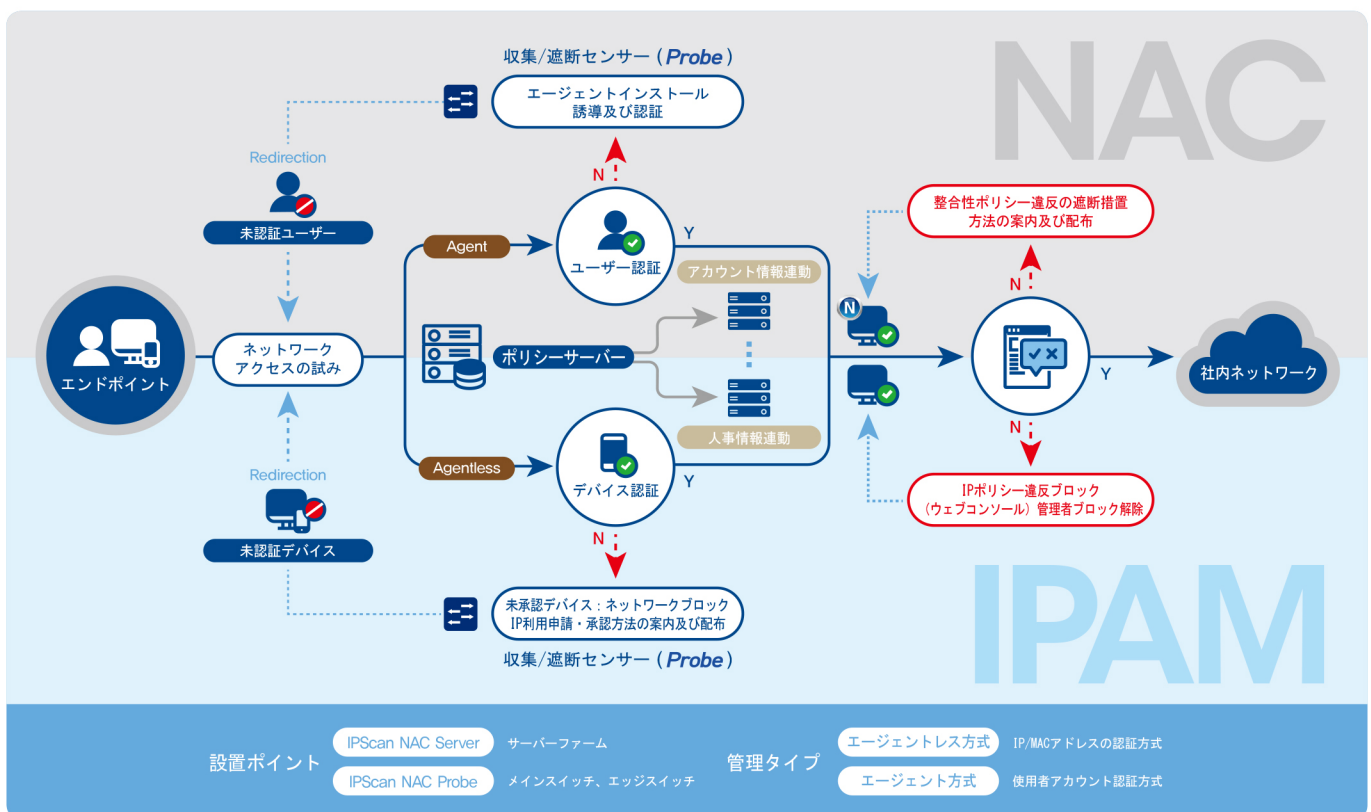 NAC
収集/遮断センサー ( Probe )
エージェントインストール
誘導及び認証
Redirection
N
未認証ユーザー
整合性ポリシー違反の遮断措置
方法の案内及び配布
Agent
Y
ユーザー認証
アカウント情報連動
N
N
エンドポイント
ネットワーク
アクセスの試み
ポリシーサーバー
Y
社内ネットワーク
人事情報連動
N
Agentless
Y
デバイス認証
Redirection
IPポリシー違反ブロック
(ウェブコンソール) 管理者ブロック解除
N
未認証デバイス
未承認デバイス : ネットワークブロック
IP利用申請・承認方法の案内及び配布
収集/遮断センサー ( Probe )
IPAM
設置ポイント
IPScan NAC Server サーバーファーム
IPScan NAC Probe メインスイッチ、エッジスイッチ
管理タイプ
エージェントレス方式 IP/MACアドレスの認証方式
エージェント方式 使用者アカウント認証方式